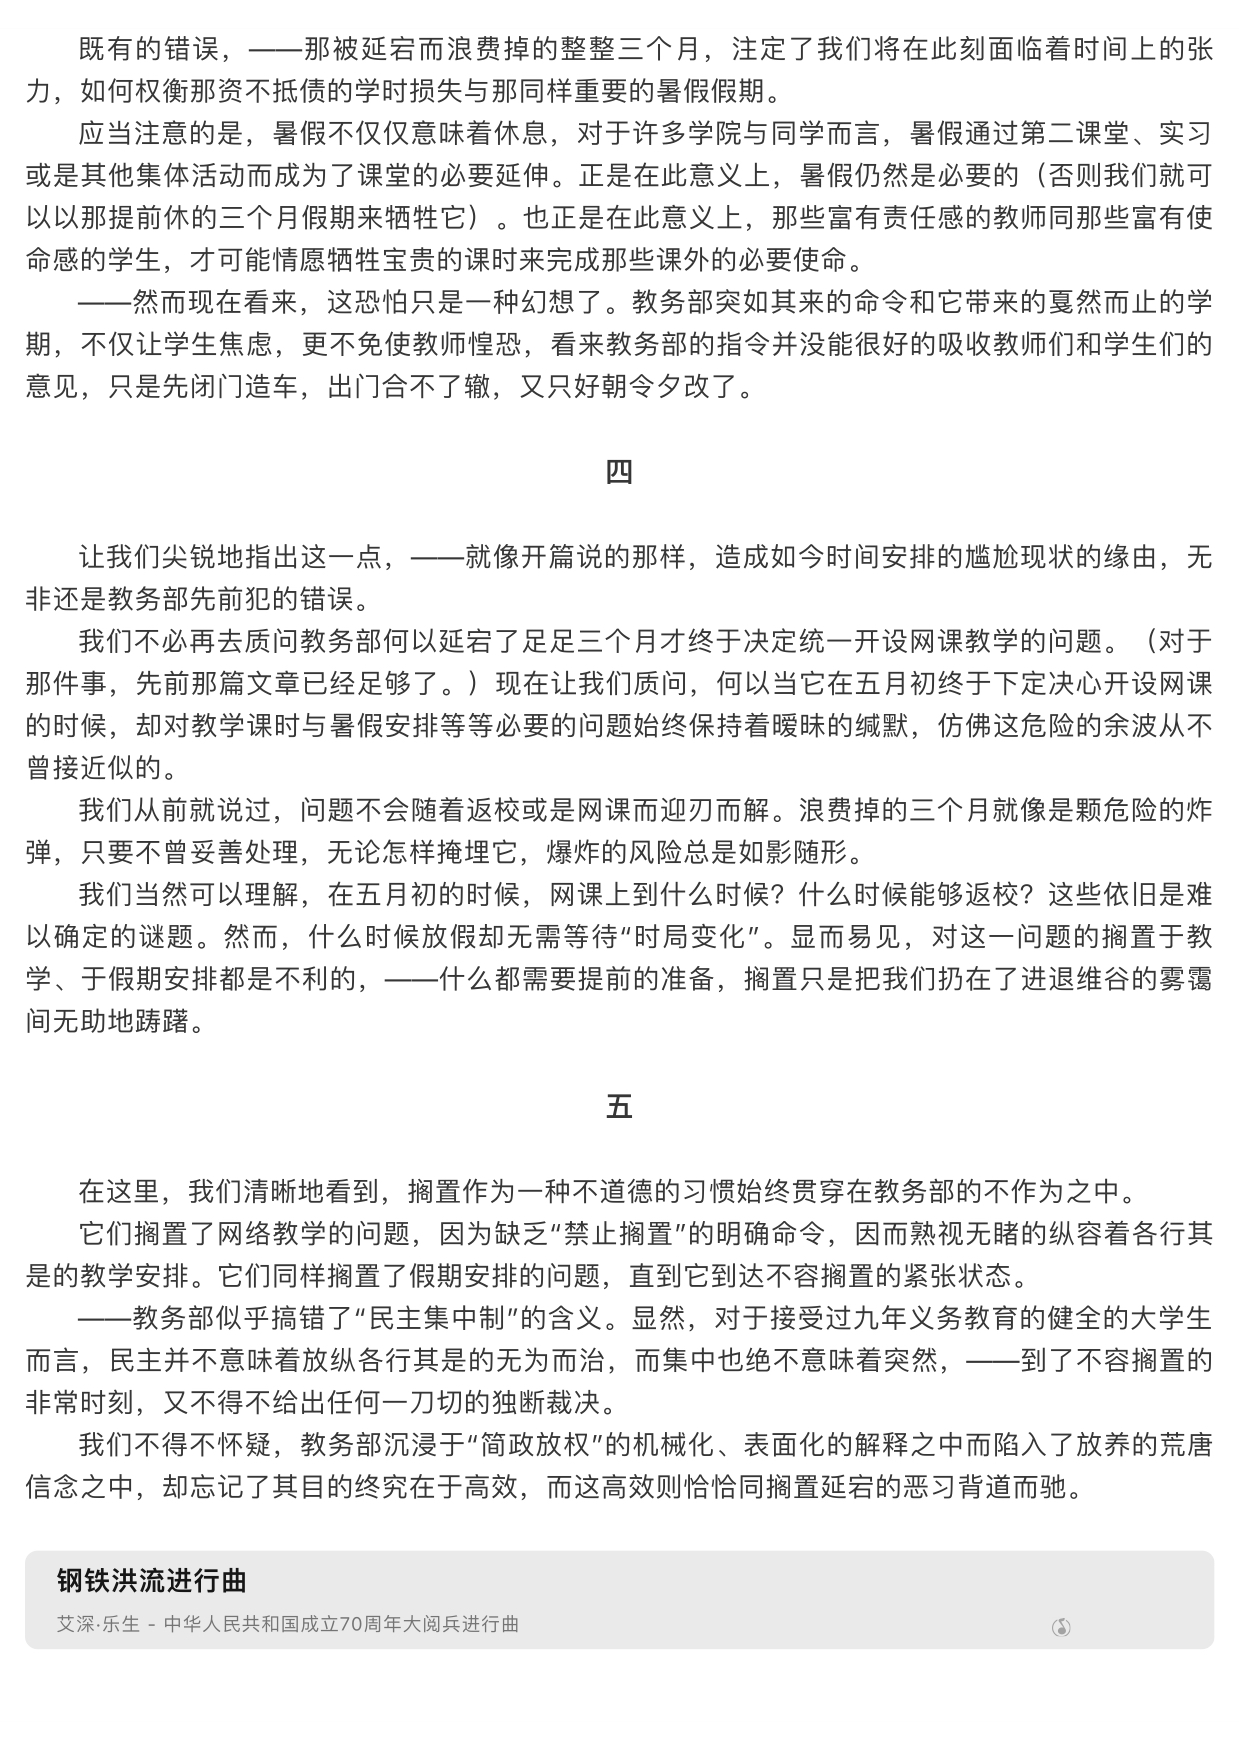 既有的错误，——那被延宕而浪费掉的整整三个月，注定了我们将在此刻面临着时间上的张
力，如何权衡那资不抵债的学时损失与那同样重要的暑假假期。
应当注意的是，暑假不仅仅意味着休息，对于许多学院与同学而言，暑假通过第二课堂、实习
或是其他集体活动而成为了课堂的必要延伸。正是在此意义上，暑假仍然是必要的（否则我们就可
以以那提前休的三个月假期来牺牲它）。也正是在此意义上，那些富有责任感的教师同那些富有使
命感的学生，才可能情愿牺牲宝贵的课时来完成那些课外的必要使命。
——然而现在看来，这恐怕只是一种幻想了。教务部突如其来的命令和它带来的戛然而止的学
期，不仅让学生焦虑，更不免使教师惶恐，看来教务部的指令并没能很好的吸收教师们和学生们的
意见，只是先闭门造车，出门合不了辙，又只好朝令夕改了。
四
让我们尖锐地指出这一点，——就像开篇说的那样，造成如今时间安排的尴尬现状的缘由，无
非还是教务部先前犯的错误。
我们不必再去质问教务部何以延宕了足足三个月才终于决定统一开设网课教学的问题。（对于
那件事，先前那篇文章已经足够了。）现在让我们质问，何以当它在五月初终于下定决心开设网课
的时候，却对教学课时与暑假安排等等必要的问题始终保持着暧昧的缄默，仿佛这危险的余波从不
曾接近似的。
我们从前就说过，问题不会随着返校或是网课而迎刃而解。浪费掉的三个月就像是颗危险的炸
弹，只要不曾妥善处理，无论怎样掩埋它，爆炸的风险总是如影随形。
我们当然可以理解，在五月初的时候，网课上到什么时候？什么时候能够返校？这些依旧是难
以确定的谜题。然而，什么时候放假却无需等待“时局变化”。显而易见，对这一问题的搁置于教
学、于假期安排都是不利的，——什么都需要提前的准备，搁置只是把我们扔在了进退维谷的雾霭
间无助地踌躇。
五
在这里，我们清晰地看到，搁置作为一种不道德的习惯始终贯穿在教务部的不作为之中。
它们搁置了网络教学的问题，因为缺乏“禁止搁置”的明确命令，因而熟视无睹的纵容着各行其
是的教学安排。它们同样搁置了假期安排的问题，直到它到达不容搁置的紧张状态。
——教务部似乎搞错了“民主集中制”的含义。显然，对于接受过九年义务教育的健全的大学生
而言，民主并不意味着放纵各行其是的无为而治，而集中也绝不意味着突然，——到了不容搁置的
非常时刻，又不得不给出任何一刀切的独断裁决。
我们不得不怀疑，教务部沉浸于“简政放权”的机械化、表面化的解释之中而陷入了放养的荒唐
信念之中，却忘记了其目的终究在于高效，而这高效则恰恰同搁置延宕的恶习背道而驰。
钢铁洪流进行曲
艾深·乐生 - 中华人民共和国成立70周年大阅兵进行曲